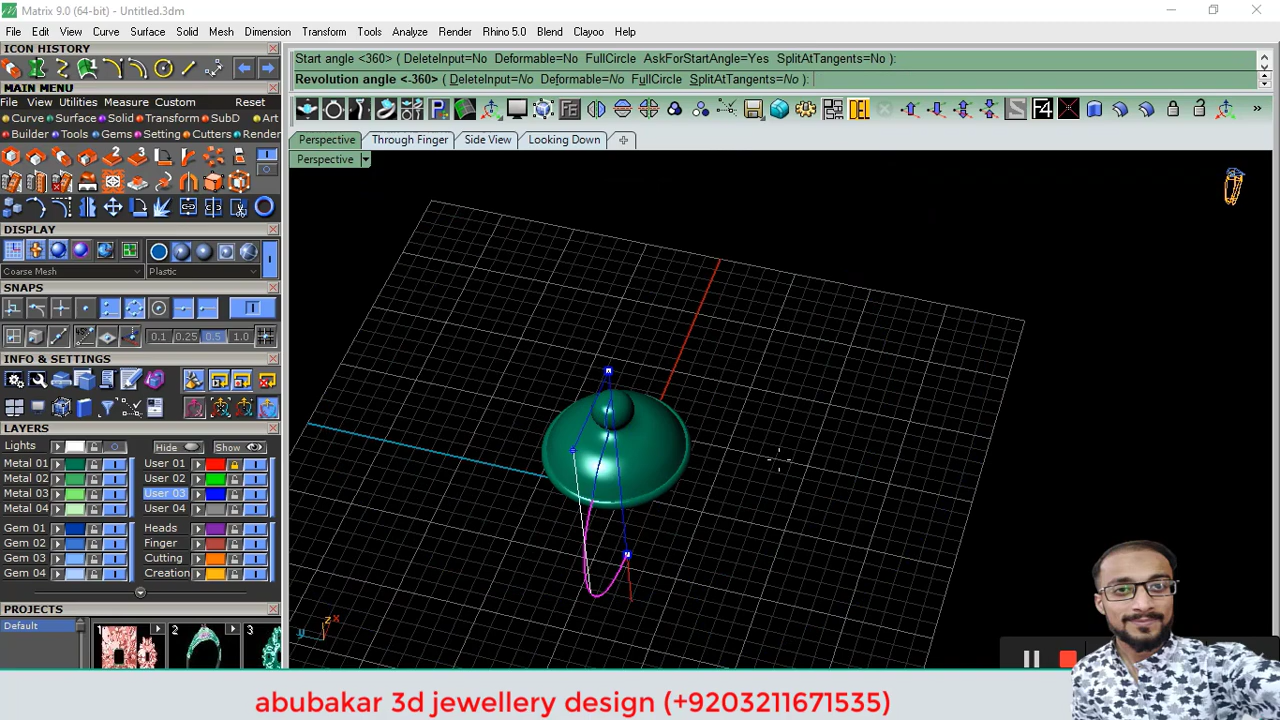 Matrix 9.0 (64-bit) - Untitled.3dm
File Edit View Curve Surface Solid Mesh Dimension Transform Tools Analyze Render Rhino 5.0 Blend Clayoo Help
ICON HISTORY
Start angle <360> ( DeleteInput=No Deformable=No FullCircle AskForStartAngle=Yes SplitAtTangents=No ):
Revolution angle <-360> ( DeleteInput=No Deformable=No FullCircle SplitAtTangents=No ):
MAIN MENU
File View Utilities Measure Custom Reset
Curve Surface Solid Transform SubD Art
Builder Tools Gems Setting Cutters Render
F4 DEL
Perspective Through Finger Side View Looking Down
Perspective
DISPLAY
Coarse Mesh Plastic
SNAPS
0.1 0.25 0.5 1.0
INFO & SETTINGS
LAYERS
Lights Hide Show
Metal 01 User 01
Metal 02 User 02
Metal 03 User 03
Metal 04 User 04
Gem 01 Heads
Gem 02 Finger
Gem 03 Cutting
Gem 04 Creation
PROJECTS
Default 1 2 3
z x y
abubakar 3d jewellery design (+9203211671535)